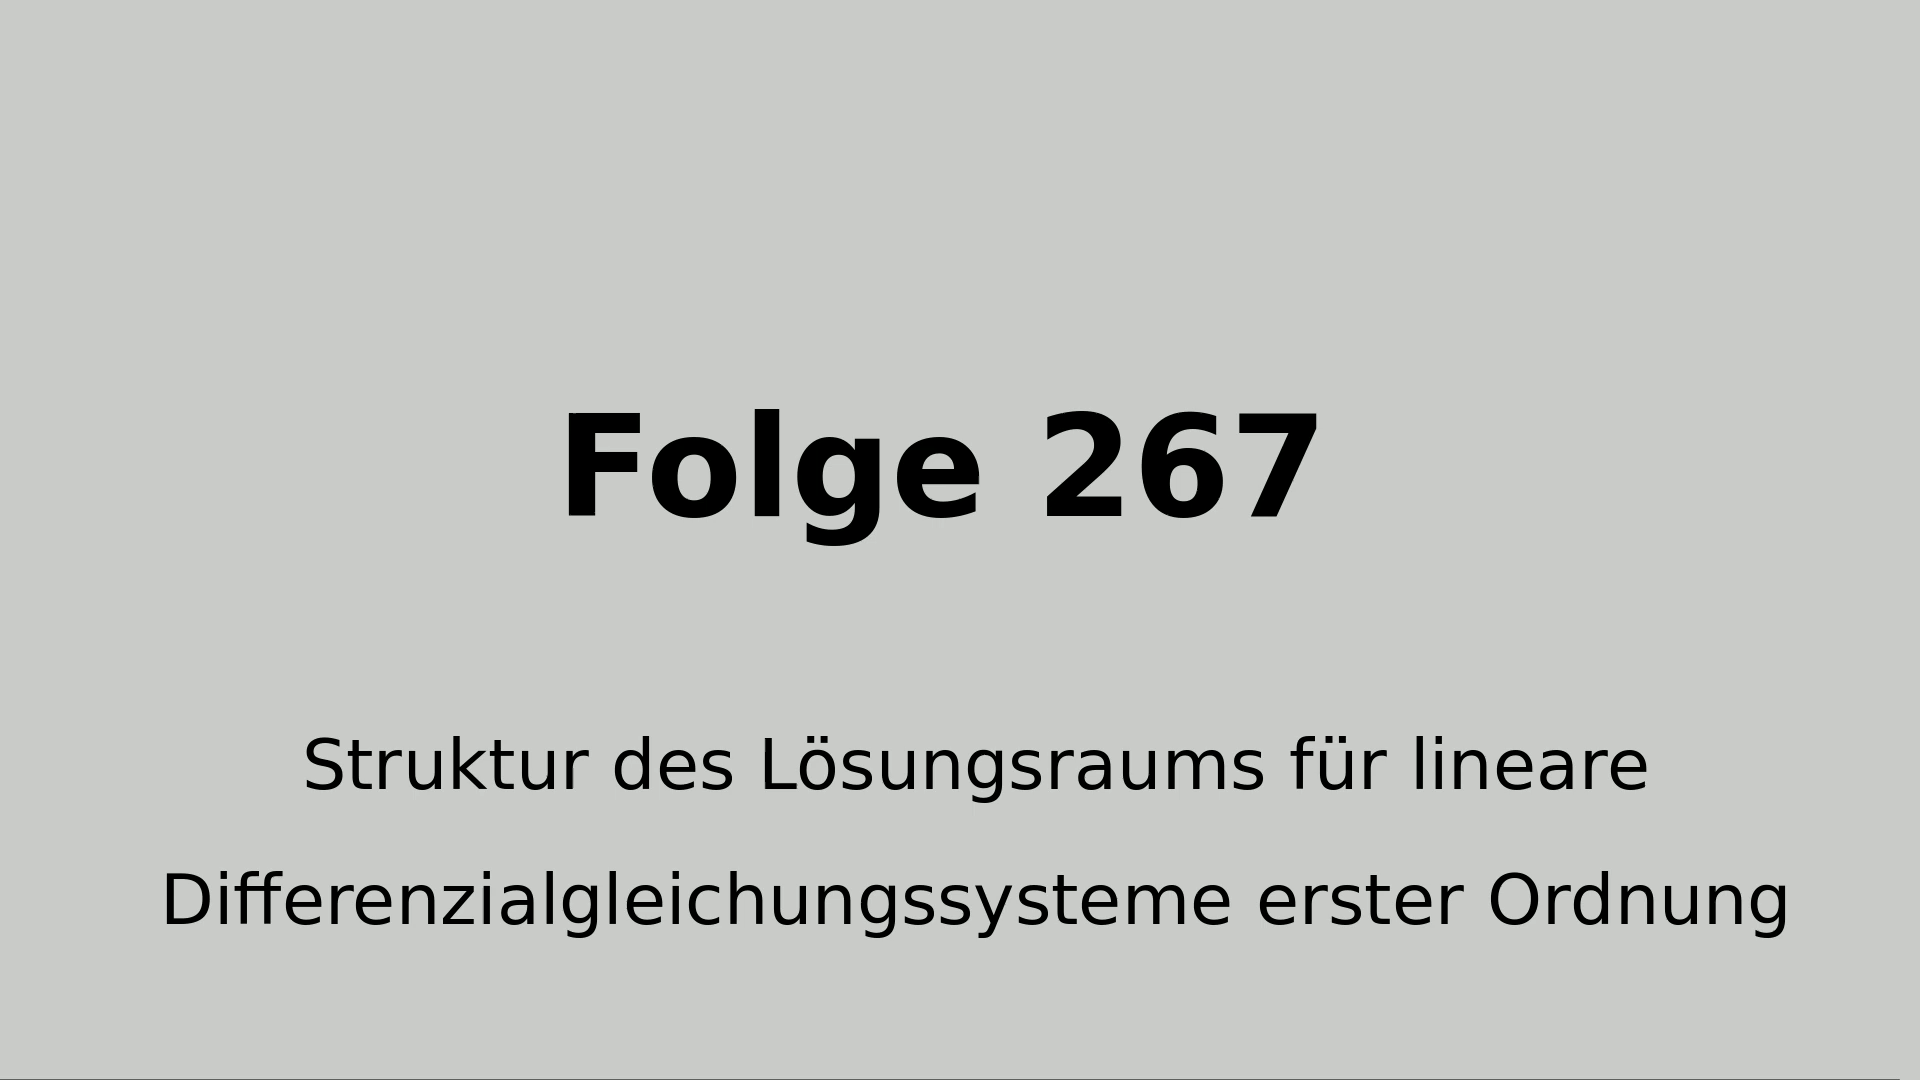 Folge 267
Struktur des Lösungsraums für lineare
Differenzialgleichungssysteme erster Ordnung